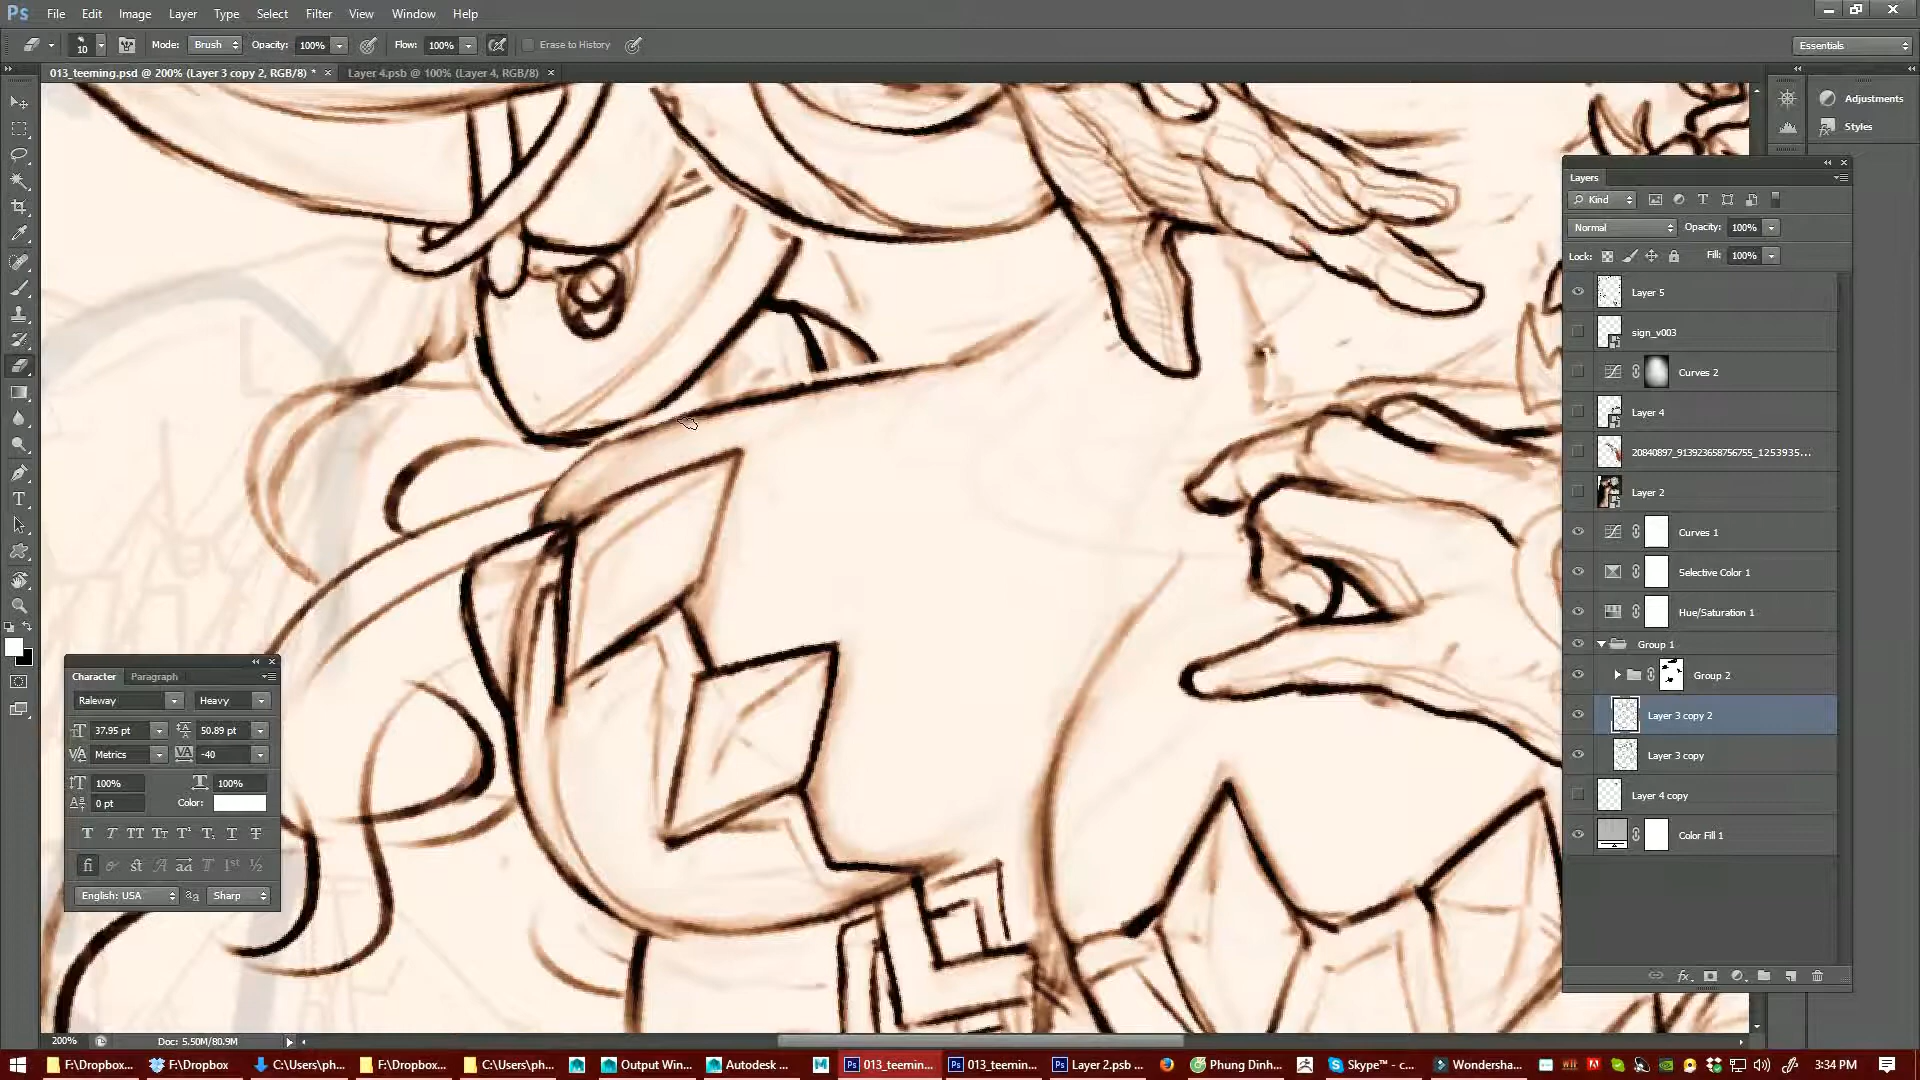 Ps File Edit Image Layer Type Select Filter View Window Help
10 Mode: Brush Opacity: 100% Flow: 100% Erase to History Essentials
013_teeming.psd @ 200% (Layer 3 copy 2, RGB/8) * × Layer 4.psb @ 100% (Layer 4, RGB/8) ×
Adjustments
Styles
Layers
Kind
Normal Opacity: 100%
Lock: Fill: 100%
Layer 5
sign_v003
Curves 2
Layer 4
20840897_913923658756755_1253935...
Layer 2
Curves 1
Selective Color 1
Hue/Saturation 1
Group 1
Group 2
Layer 3 copy 2
Layer 3 copy
Layer 4 copy
Color Fill 1
Character Paragraph
Raleway Heavy
37.95 pt 50.89 pt
Metrics -40
100% 100%
0 pt Color:
English: USA Sharp
200% Doc: 5.50M/80.9M
F:\Dropbox... F:\Dropbox C:\Users\ph... F:\Dropbox... C:\Users\ph... Output Win... Autodesk ... 013_teemin... 013_teemin... Layer 2.psb ... Phung Dinh... Skype™ - c... Wondersha... 3:34 PM